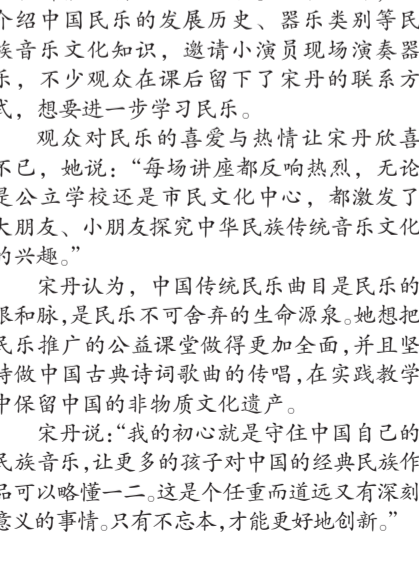 介绍中国民乐的发展历史、器乐类别等民
族音乐文化知识，邀请小演员现场演奏器
乐，不少观众在课后留下了宋丹的联系方
式，想要进一步学习民乐。
观众对民乐的喜爱与热情让宋丹欣喜
不已，她说：“每场讲座都反响热烈，无论
是公立学校还是市民文化中心，都激发了
大朋友、小朋友探究中华民族传统音乐文化
的兴趣。”
宋丹认为，中国传统民乐曲目是民乐的
根和脉，是民乐不可舍弃的生命源泉。她想把
民乐推广的公益课堂做得更加全面，并且坚
持做中国古典诗词歌曲的传唱，在实践教学
中保留中国的非物质文化遗产。
宋丹说：“我的初心就是守住中国自己的
民族音乐，让更多的孩子对中国的经典民族作
品可以略懂一二。这是个任重而道远又有深刻
意义的事情。只有不忘本，才能更好地创新。”